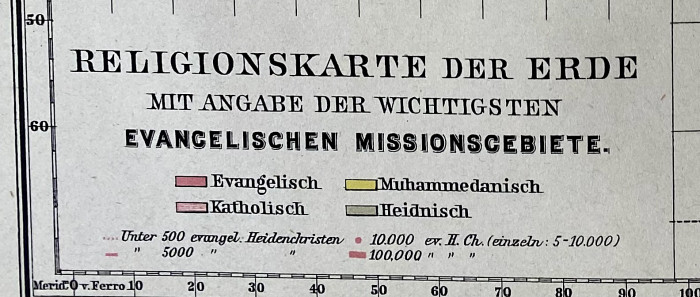 50
RELIGIONSKARTE DER ERDE
MIT ANGABE DER WICHTIGSTEN
60
EVANGELISCHEN MISSIONSGEBIETE.
Evangelisch Muhammedanisch
Katholisch Heidnisch
Unter 500 evangel. Heidenchristen 10.000 ev. H. Ch. (einzeln: 5-10.000)
" 5000 " " 100,000 " " "
Merid. 0 v. Ferro 10 20 30 40 50 60 70 80 90 100